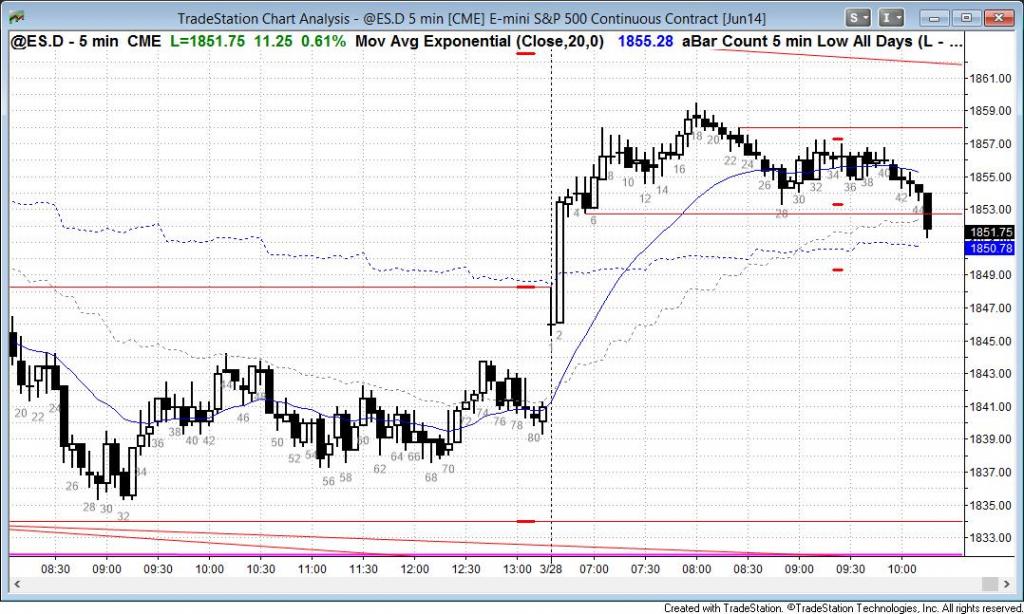 TradeStation Chart Analysis - @ES.D 5 min [CME] E-mini S&P 500 Continuous Contract [Jun14]
S I
@ES.D - 5 min CME L=1851.75 11.25 0.61% Mov Avg Exponential (Close,20,0) 1855.28 aBar Count 5 min Low All Days (L - ...
1861.00
1859.00
18 20
1857.00
22 24 34
8 10 16 26 32 36 38 40
1855.00
12 14 30 42
4 6 28 44
1853.00
1851.75
1850.78
1849.00
1847.00
2
1845.00
1843.00
44
20 22 24 46 72 74
1841.00
36 38 40 42 60 76 78
50 80
1839.00
52 54 64 66
34 62 70
1837.00
26 56 58 68
28 30
1835.00
32
1833.00
08:30 09:00 09:30 10:00 10:30 11:00 11:30 12:00 12:30 13:00 3/28 07:00 07:30 08:00 08:30 09:00 09:30 10:00
Created with TradeStation. ©TradeStation Technologies, Inc. All rights reserved.